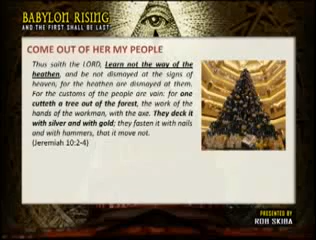 BABYLON RISING
AND THE FIRST SHALL BE LAST
COME OUT OF HER MY PEOPLE
Thus saith the LORD, Learn not the way of the
heathen, and be not dismayed at the signs of
heaven; for the heathen are dismayed at them.
For the customs of the people are vain: for one
cutteth a tree out of the forest, the work of the
hands of the workman, with the axe. They deck it
with silver and with gold; they fasten it with nails
and with hammers, that it move not.
(Jeremiah 10:2-4)
PRESENTED BY
ROB SKIBA